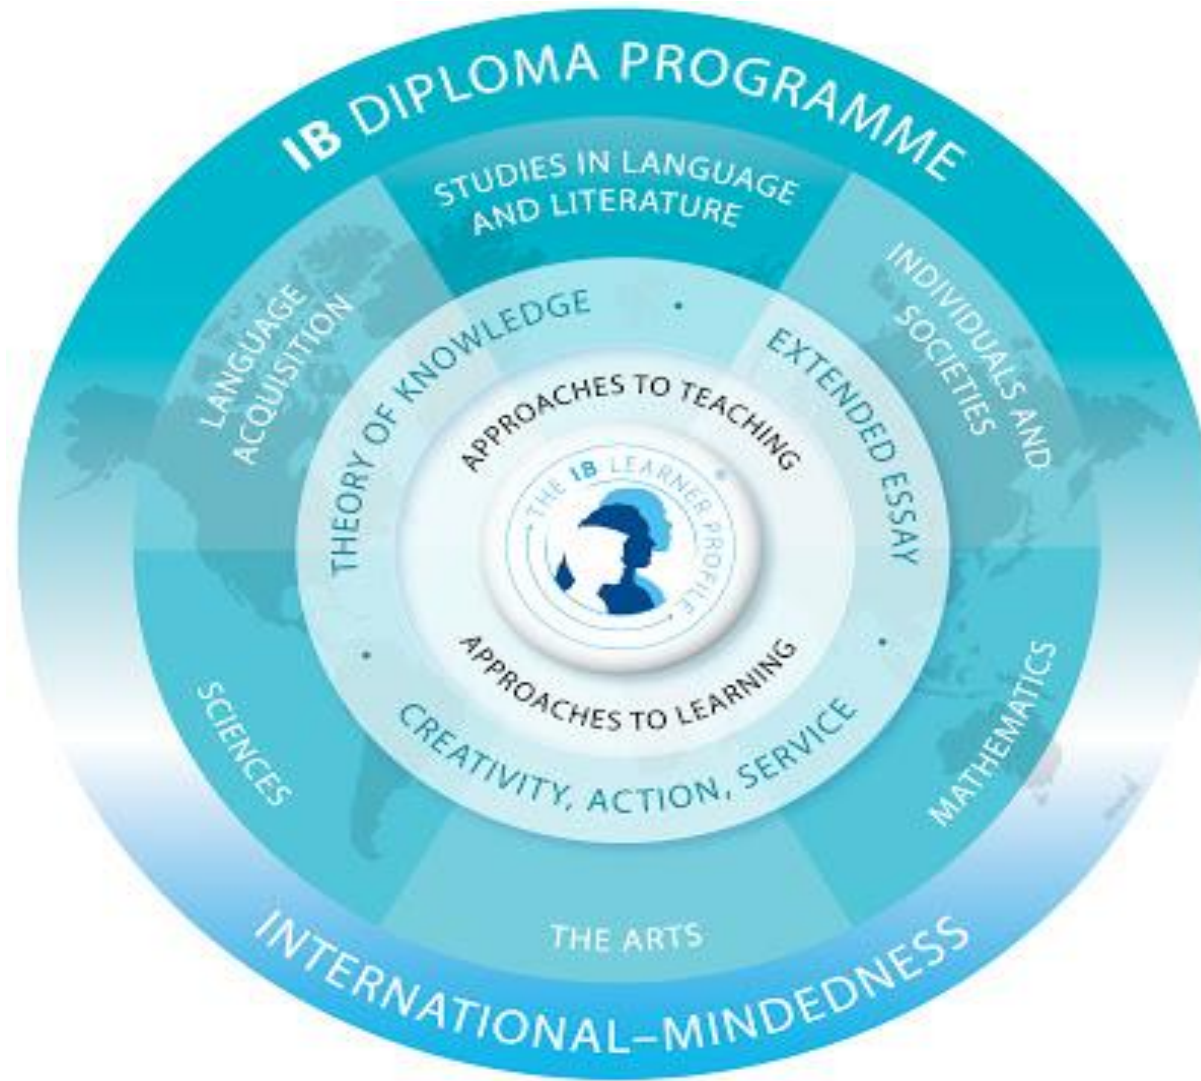 IB DIPLOMA PROGRAMME
STUDIES IN LANGUAGE
AND LITERATURE
LANGUAGE
ACQUISITION
INDIVIDUALS AND
SOCIETIES
THEORY OF KNOWLEDGE
EXTENDED ESSAY
APPROACHES TO TEACHING
• THE IB LEARNER PROFILE •
APPROACHES TO LEARNING
CREATIVITY, ACTION, SERVICE
SCIENCES
MATHEMATICS
THE ARTS
INTERNATIONAL–MINDEDNESS